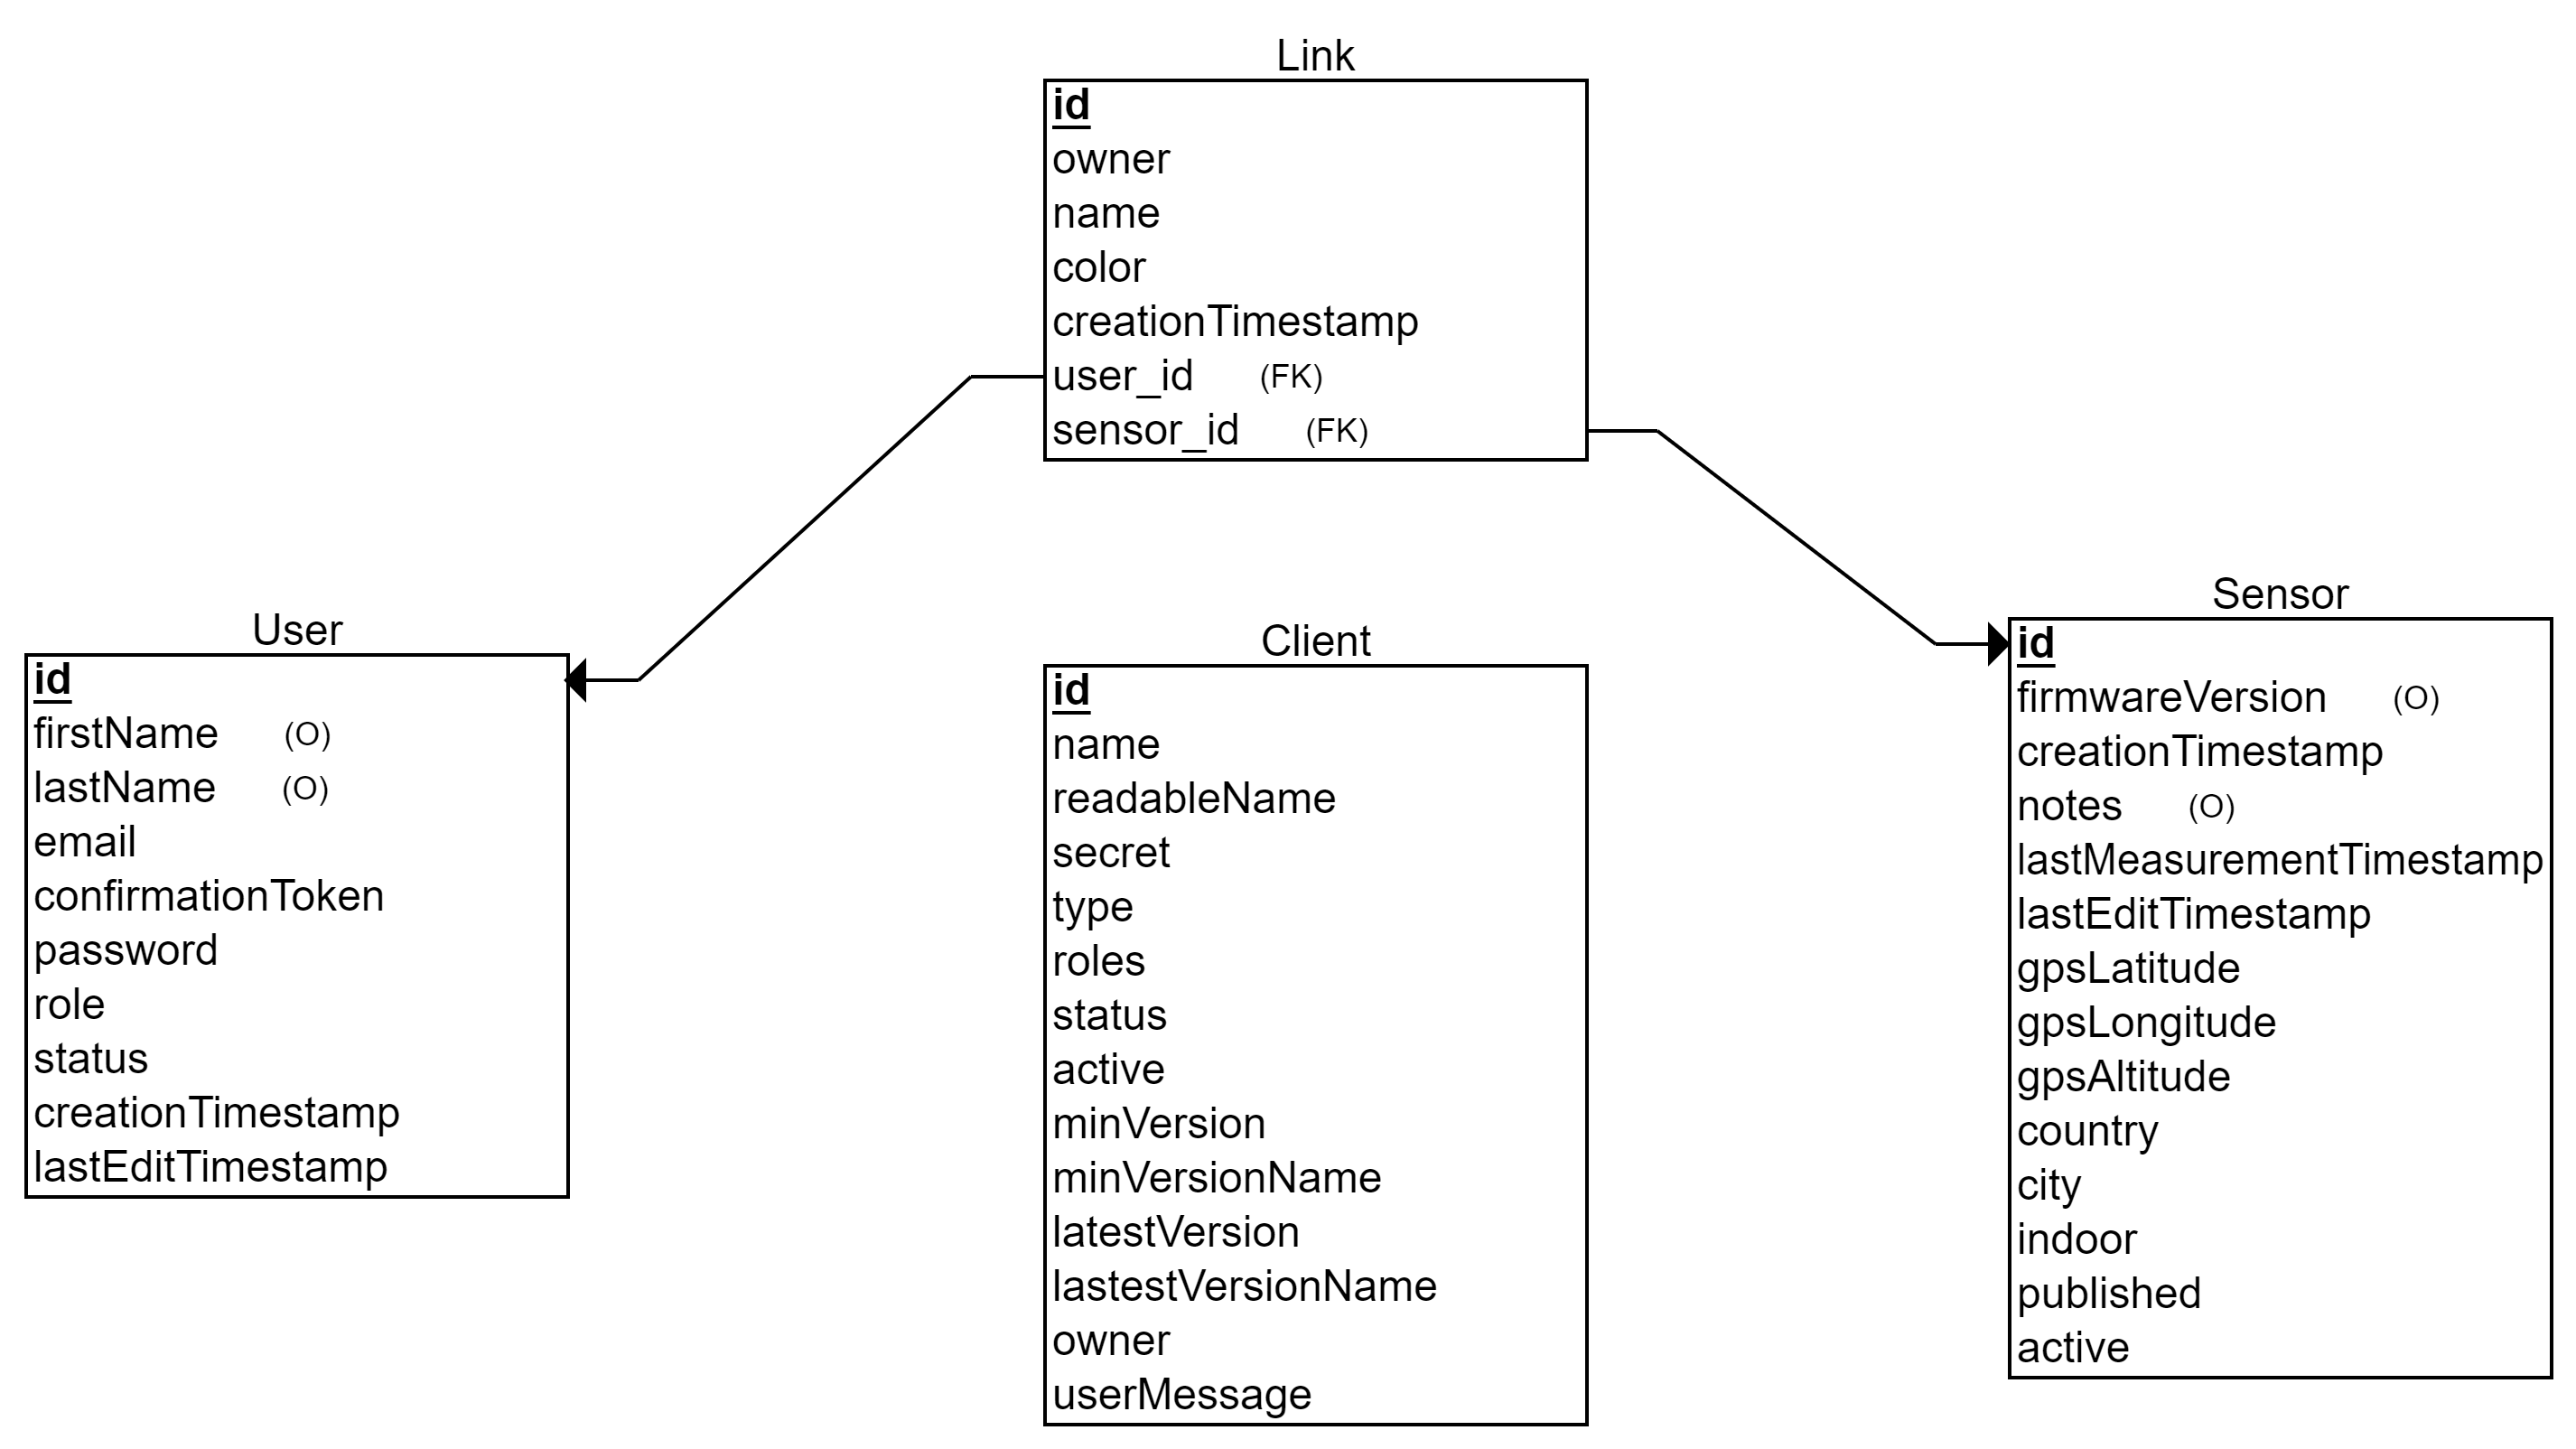 Link
id
owner
name
color
creationTimestamp
user_id (FK)
sensor_id (FK)
User
id
firstName (O)
lastName (O)
email
confirmationToken
password
role
status
creationTimestamp
lastEditTimestamp
Client
id
name
readableName
secret
type
roles
status
active
minVersion
minVersionName
latestVersion
lastestVersionName
owner
userMessage
Sensor
id
firmwareVersion (O)
creationTimestamp
notes (O)
lastMeasurementTimestamp
lastEditTimestamp
gpsLatitude
gpsLongitude
gpsAltitude
country
city
indoor
published
active